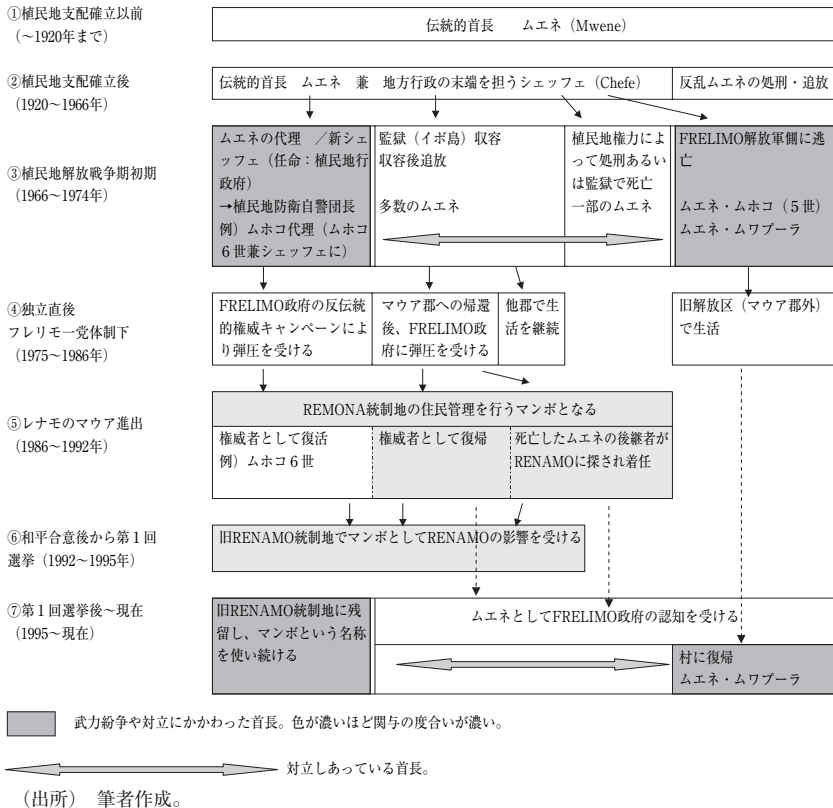 ①植民地支配確立以前
(~1920年まで)
伝統的首長　ムエネ(Mwene)
②植民地支配確立後
(1920~1966年)
伝統的首長　ムエネ　兼　地方行政の末端を担うシェッフェ(Chefe)
反乱ムエネの処刑・追放
③植民地解放戦争期初期
(1966~1974年)
ムエネの代理　／新シェ
ッフェ(任命：植民地行
政府)
→植民地防衛自警団長
例)ムホコ代理(ムホコ
６世兼シェッフェに)
監獄(イボ島)収容
収容後追放
多数のムエネ
植民地権力によ
って処刑あるい
は監獄で死亡
一部のムエネ
FRELIMO解放軍側に逃
亡
ムエネ・ムホコ(５世)
ムエネ・ムワプーラ
④独立直後
フレリモ一党体制下
(1975~1986年)
FRELIMO政府の反伝統
的権威キャンペーンによ
り弾圧を受ける
マウア郡への帰還
後、FRELIMO政
府に弾圧を受ける
他郡で生
活を継続
旧解放区(マウア郡外)
で生活
⑤レナモのマウア進出
(1986~1992年)
REMONA統制地の住民管理を行うマンボとなる
権威者として復活
例)ムホコ６世
権威者として復帰
死亡したムエネの後継者が
RENAMOに探され着任
⑥和平合意後から第１回
選挙(1992~1995年)
旧RENAMO統制地でマンボとしてRENAMOの影響を受ける
⑦第１回選挙後~現在
(1995~現在)
旧RENAMO統制地に残
留し、マンボという名称
を使い続ける
ムエネとしてFRELIMO政府の認知を受ける
村に復帰
ムエネ・ムワプーラ
武力紛争や対立にかかわった首長。色が濃いほど関与の度合いが濃い。
対立しあっている首長。
(出所)　筆者作成。